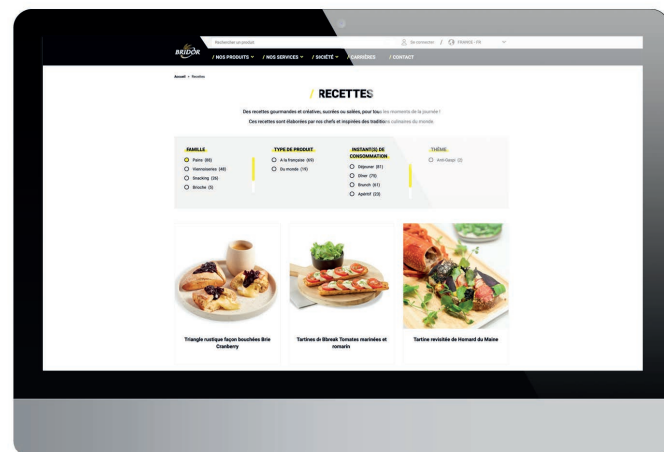 Rechercher un produit
Se connecter / FRANCE - FR
BRIDOR
/ NOS PRODUITS / NOS SERVICES / SICIÉTÉ / CARRIÈRES / CONTACT
Accueil > Recettes
/ RECETTES
Des recettes gourmandes et créatives, sucrées ou salées, pour tous les moments de la journée !
Ces recettes sont élaborées par nos chefs et inspirées des traditions culinaires du monde.
FAMILLE
Pains (88)
Viennoiseries (40)
Snacking (26)
Brioche (5)
TYPE DE PRODUIT
A la française (69)
Du monde (19)
INSTANT(S) DE
CONSOMMATION
Déjeuner (81)
Dîner (75)
Brunch (61)
Apéritif (23)
THÈME
Anti-Gaspi (2)
Triangle rustique façon bouchées Brie
Cranberry
Tartines dr Bbreak Tomates marinées et
romarin
Tartine revisitée de Homard du Maine